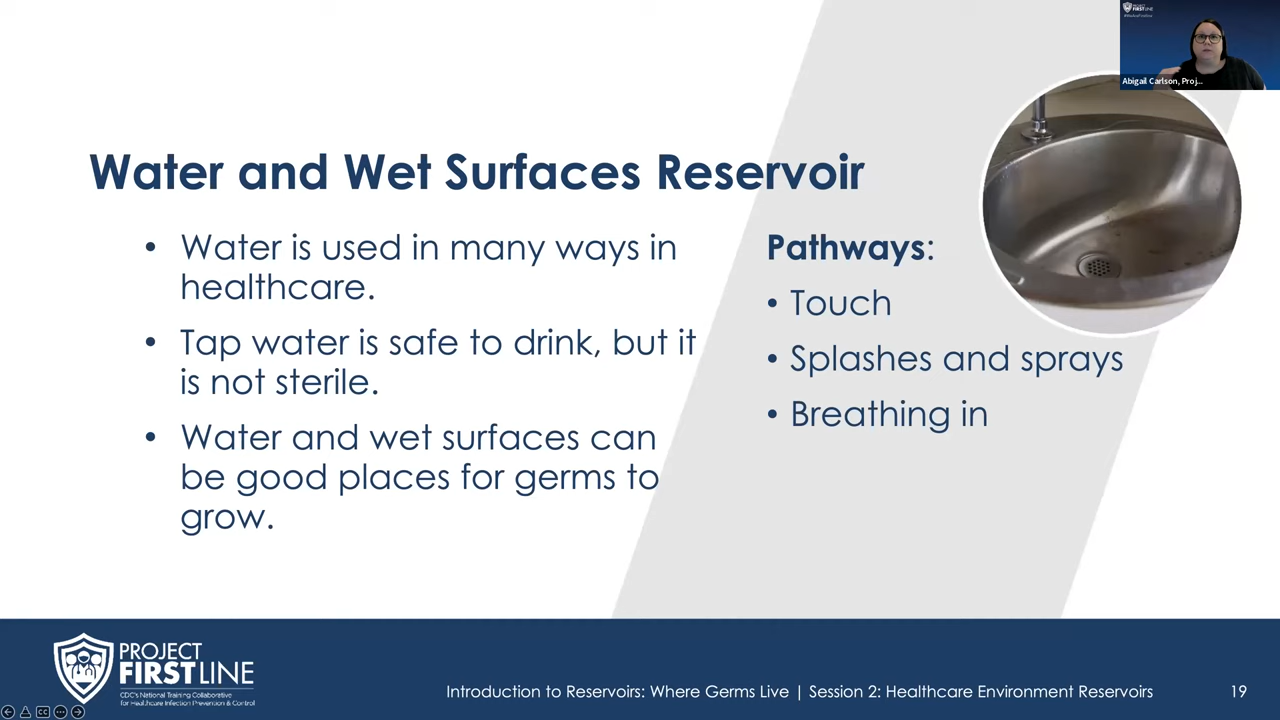 PROJECT
FIRSTLINE
Abigail Carlson, Proj...
Water and Wet Surfaces Reservoir
• Water is used in many ways in
healthcare.
• Tap water is safe to drink, but it
is not sterile.
• Water and wet surfaces can
be good places for germs to
grow.
Pathways:
• Touch
• Splashes and sprays
• Breathing in
PROJECT
FIRSTLINE
CDC's National Training Collaborative
for Healthcare Infection Prevention & Control
Introduction to Reservoirs: Where Germs Live | Session 2: Healthcare Environment Reservoirs
19